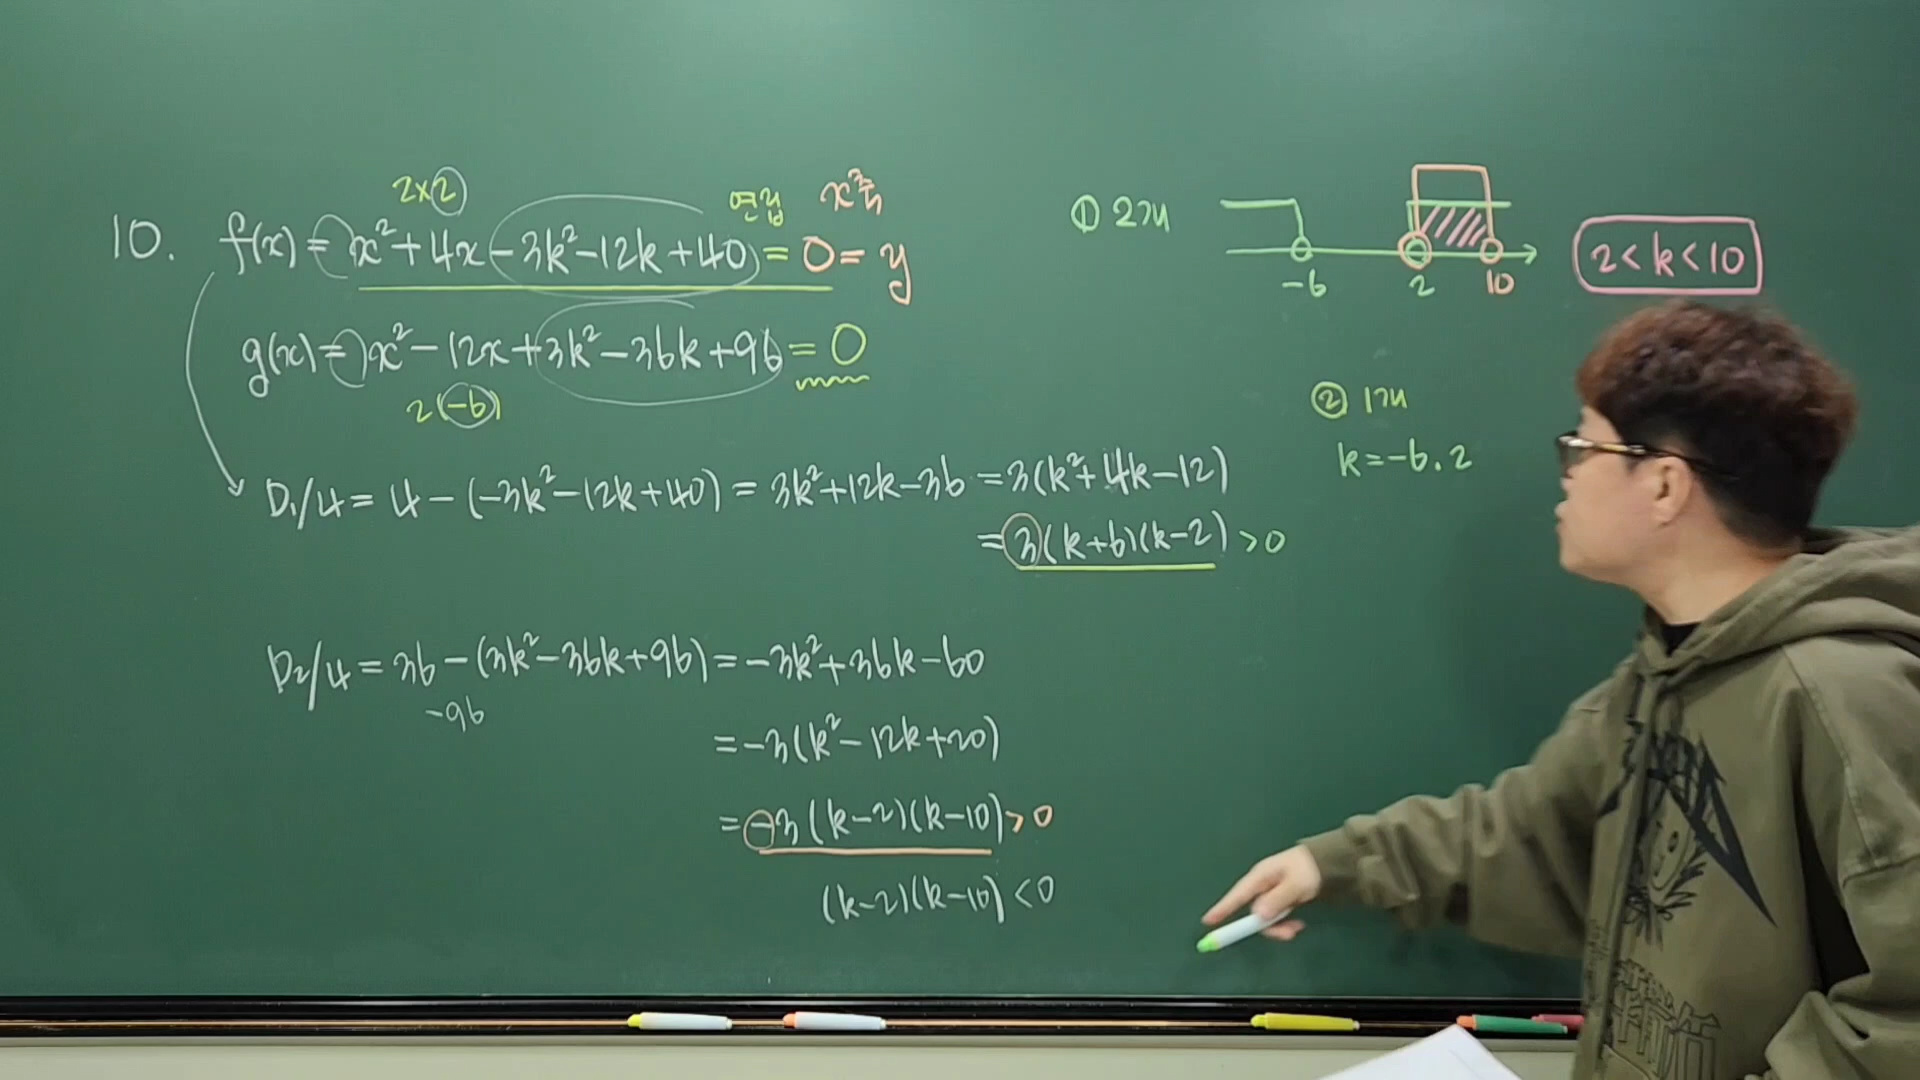 2×2
연립 x축
10. f(x) = x²+4x-3k²-12k+40 = 0 = y
g(x) = x²-12x+3k²-36k+96 = 0
2(-6)
D₁/4 = 4-(-3k²-12k+40) = 3k²+12k-36 = 3(k²+4k-12)
= 3(k+6)(k-2) > 0
D₂/4 = 36-(3k²-36k+96) = -3k²+36k-60
-96
= -3(k²-12k+20)
= -3(k-2)(k-10) > 0
(k-2)(k-10) < 0
① 2개
-6 2 10
2<k<10
② 1개
k=-6, 2